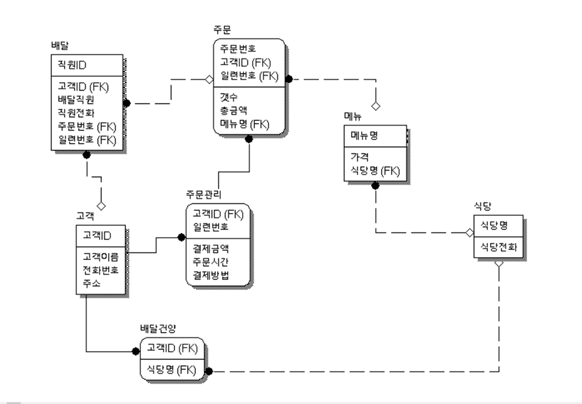 배달
직원ID
고객ID (FK)
배달직원
직원전화
주문번호 (FK)
일련번호 (FK)
주문
주문번호
고객ID (FK)
일련번호 (FK)
갯수
총금액
메뉴명 (FK)
메뉴
메뉴명
가격
식당명 (FK)
식당
식당명
식당전화
주문관리
고객ID (FK)
일련번호
결제금액
주문시간
결제방법
고객
고객ID
고객이름
전화번호
주소
배달건양
고객ID (FK)
식당명 (FK)